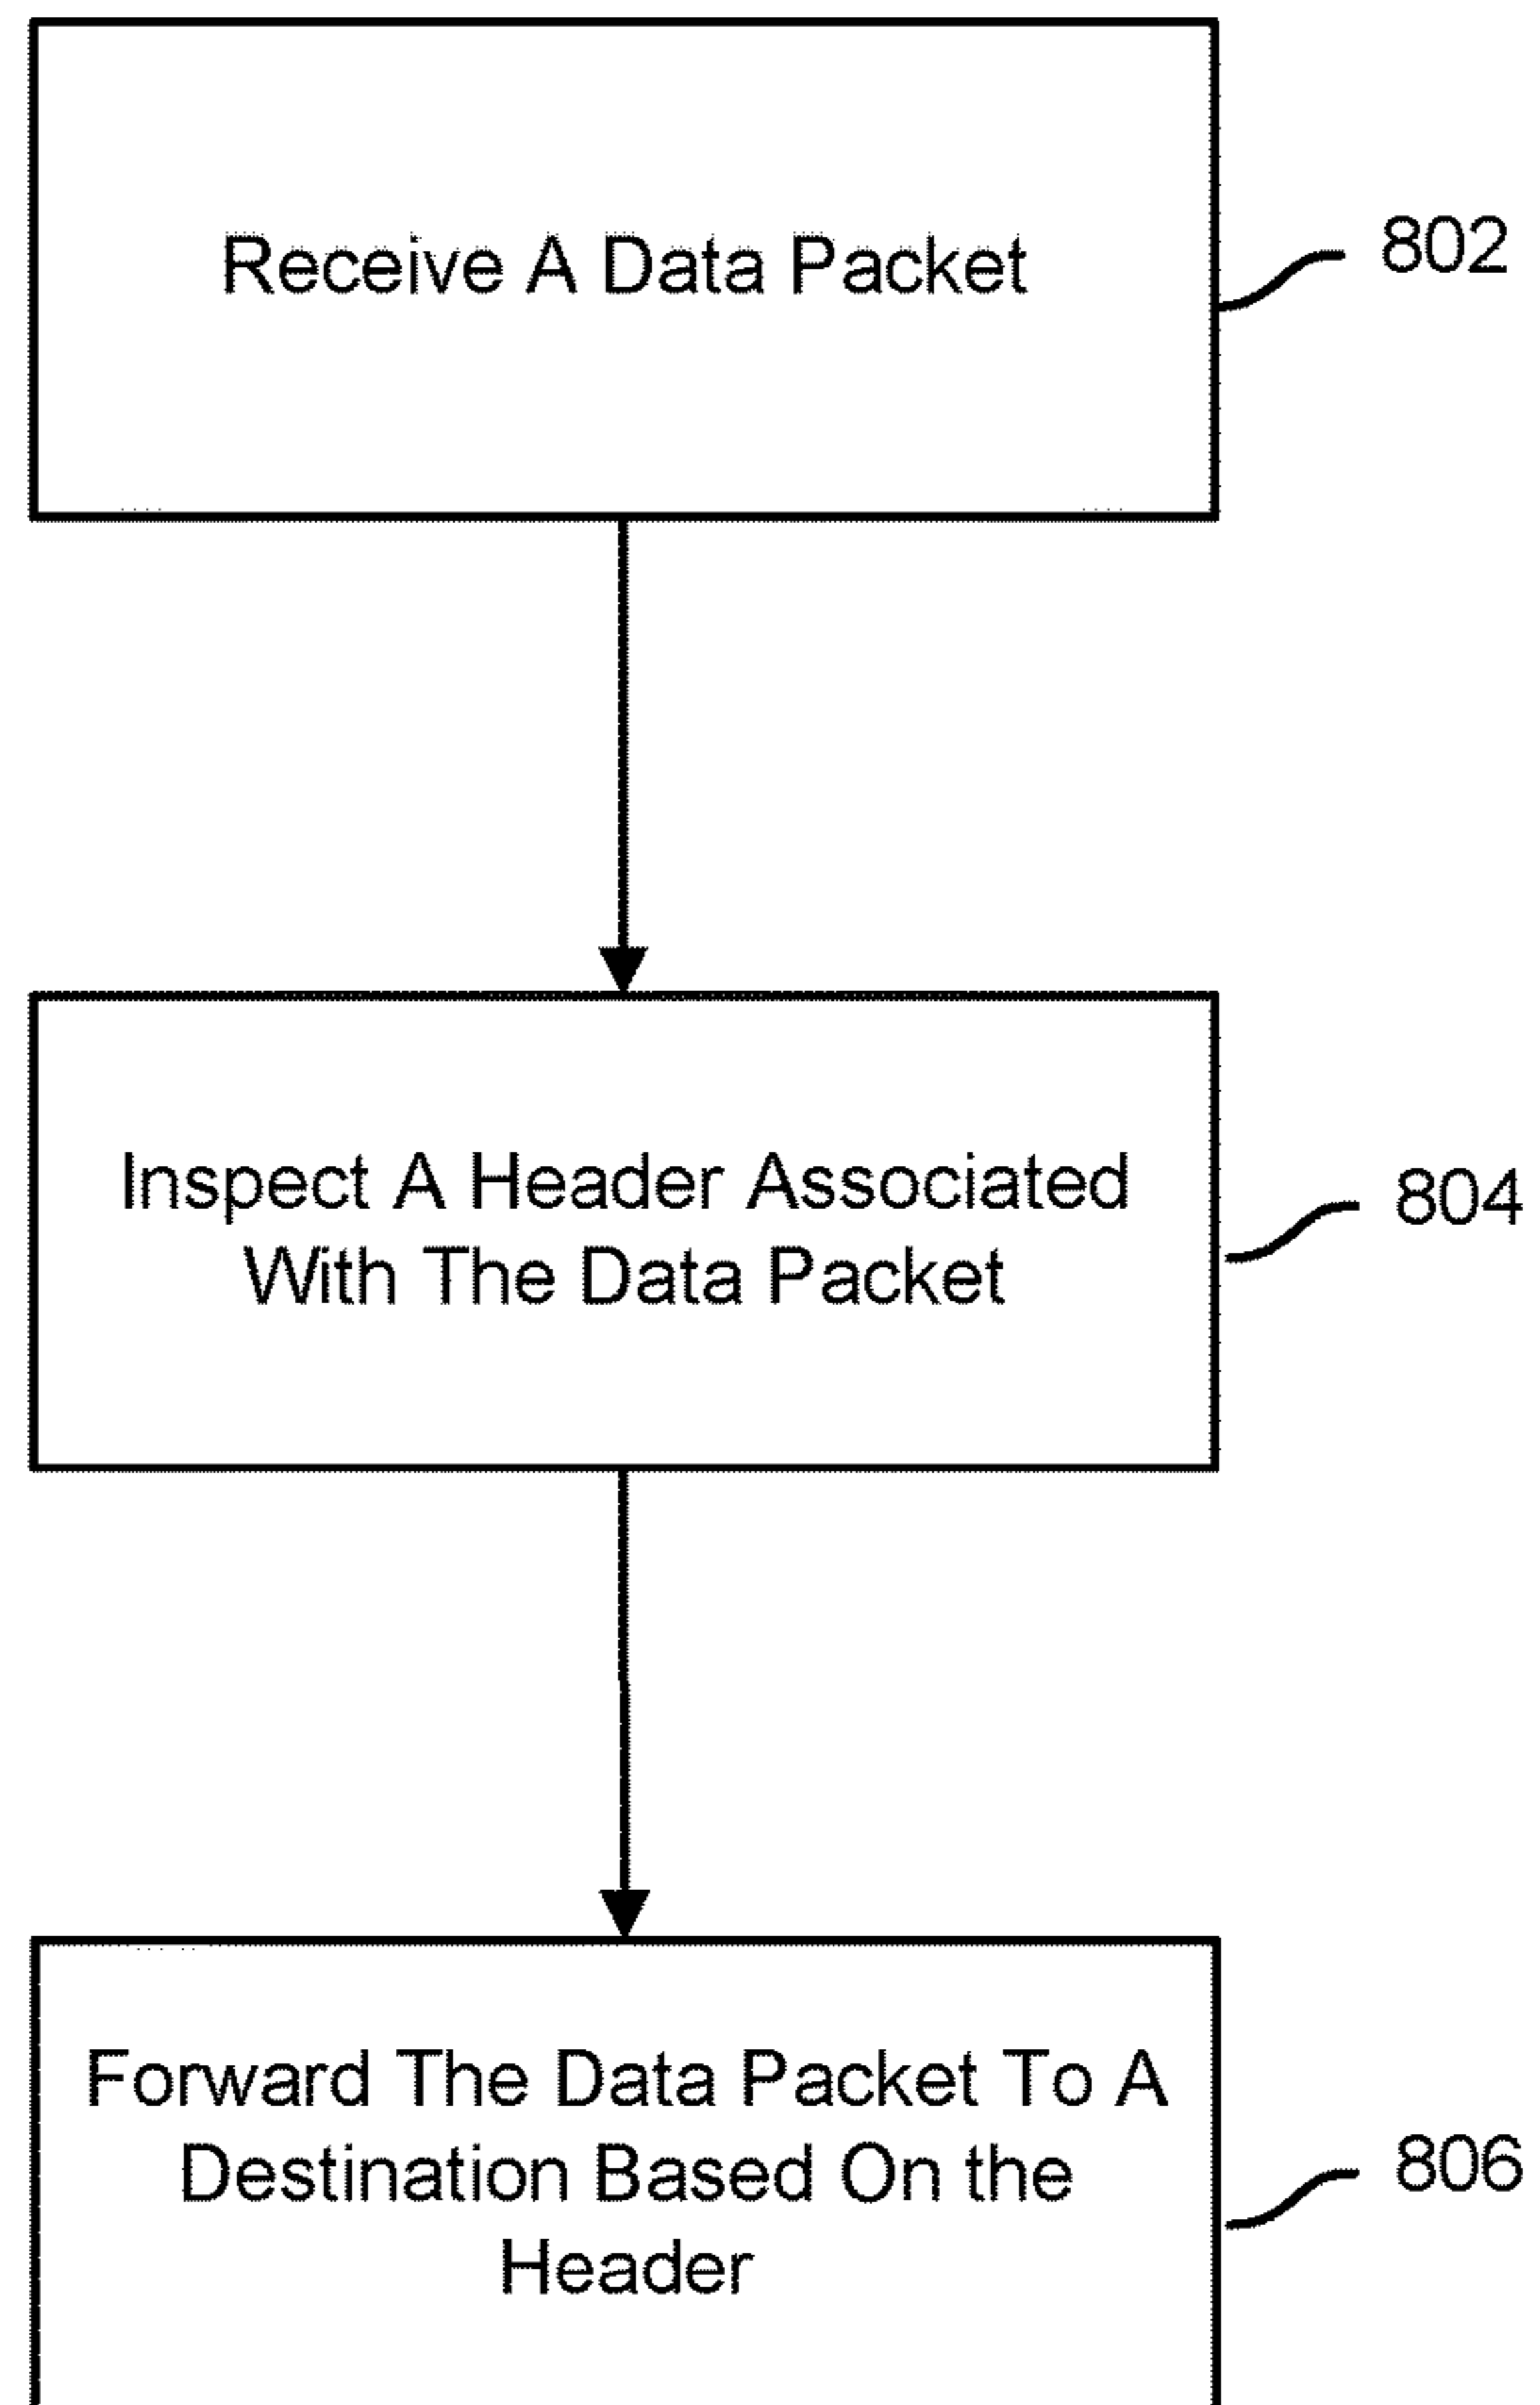 Receive A Data Packet
802
Inspect A Header Associated
With The Data Packet
804
Forward The Data Packet To A
Destination Based On the
Header
806